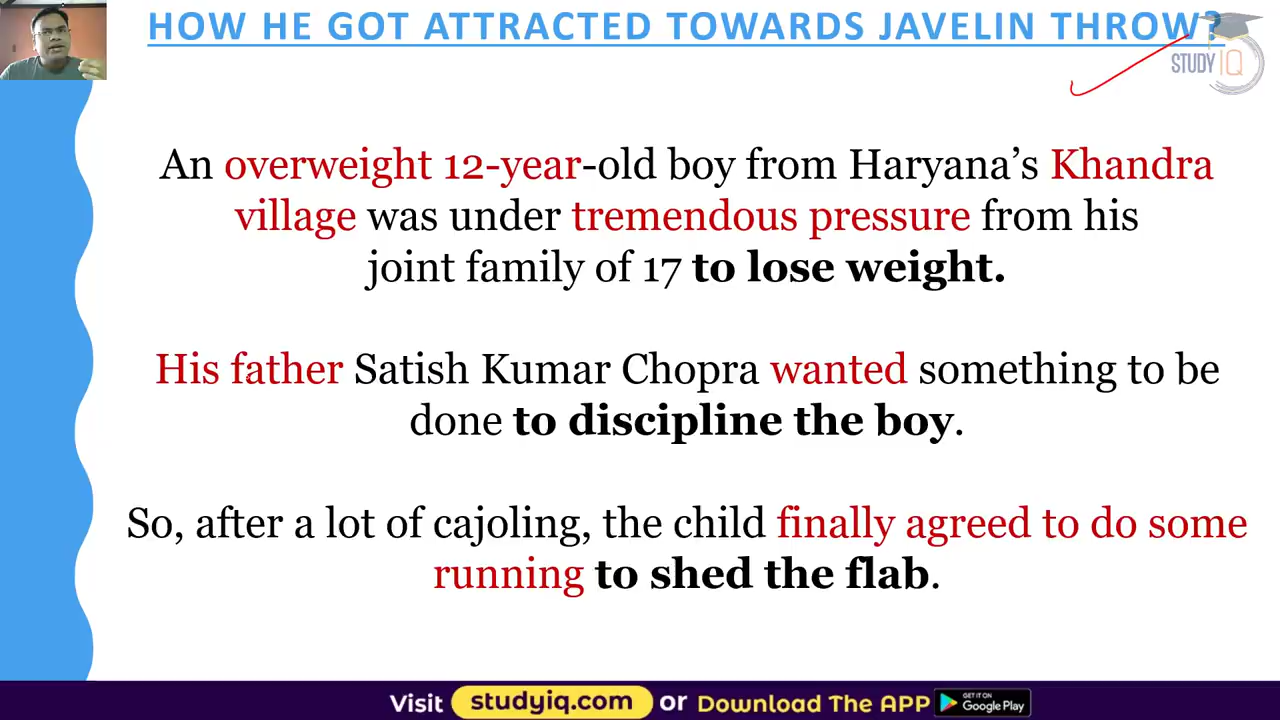 HOW HE GOT ATTRACTED TOWARDS JAVELIN THROW?
STUDY IQ
An overweight 12-year-old boy from Haryana’s Khandra
village was under tremendous pressure from his
joint family of 17 to lose weight.
His father Satish Kumar Chopra wanted something to be
done to discipline the boy.
So, after a lot of cajoling, the child finally agreed to do some
running to shed the flab.
Visit studyiq.com or Download The APP GET IT ON Google Play